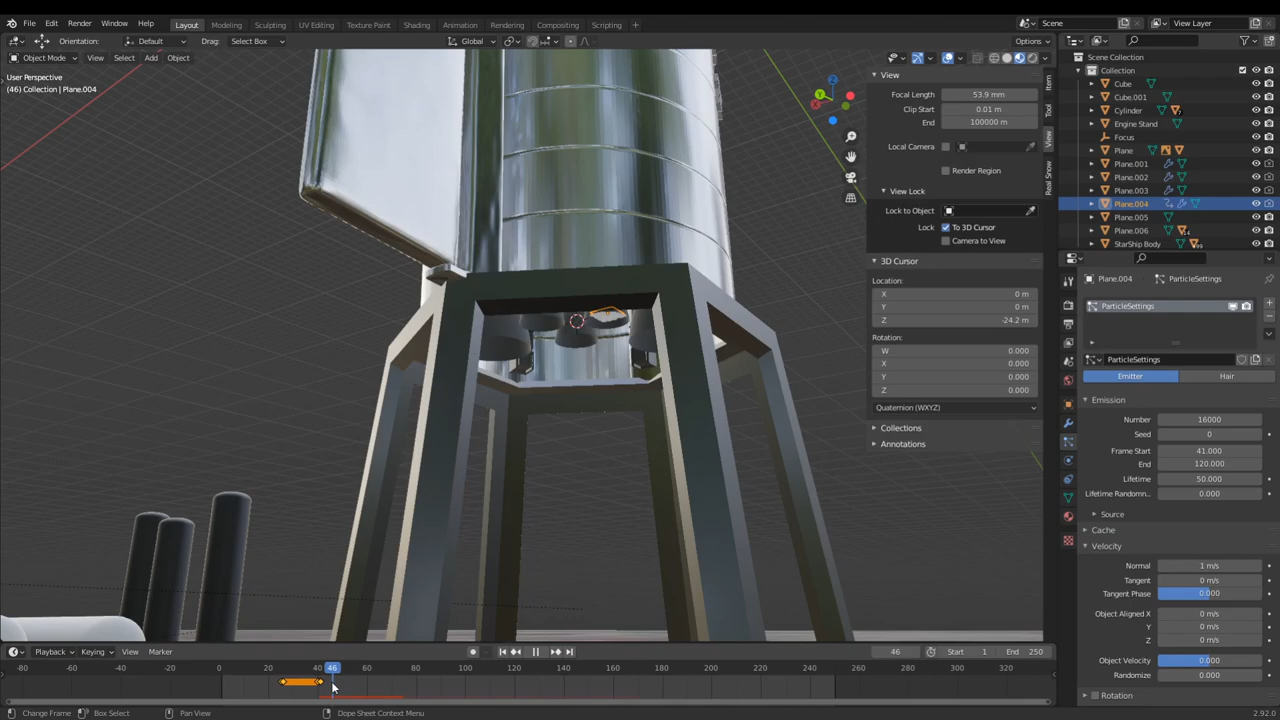 File Edit Render Window Help Layout Modeling Sculpting UV Editing Texture Paint Shading Animation Rendering Compositing Scripting + Scene View Layer
Orientation: Default Drag: Select Box Global Options
Object Mode View Select Add Object
User Perspective
(46) Collection | Plane.004
Z
Y
X
View
Focal Length 53.9 mm
Clip Start 0.01 m
End 100000 m
Local Camera
Render Region
View Lock
Lock to Object
Lock To 3D Cursor
Camera to View
3D Cursor
Location:
X 0 m
Y 0 m
Z -24.2 m
Rotation:
W 0.000
X 0.000
Y 0.000
Z 0.000
Quaternion (WXYZ)
Collections
Annotations
Item
Tool
View
Real Snow
Scene Collection
Collection
Cube
Cube.001
Cylinder
Engine Stand
Focus
Plane
Plane.001
Plane.002
Plane.003
Plane.004
Plane.005
Plane.006
StarShip Body
Plane.004 ParticleSettings
ParticleSettings
ParticleSettings
Emitter Hair
Emission
Number 16000
Seed 0
Frame Start 41.000
End 120.000
Lifetime 50.000
Lifetime Randomn.. 0.000
Source
Cache
Velocity
Normal 1 m/s
Tangent 0 m/s
Tangent Phase 0.000
Object Aligned X 0 m/s
Y 0 m/s
Z 0 m/s
Object Velocity 0.000
Randomize 0.000
Rotation
Playback Keying View Marker 46 Start 1 End 250
-80 -60 -40 -20 0 20 40 46 60 80 100 120 140 160 180 200 220 240 260 280 300 320
Change Frame Box Select Pan View Dope Sheet Context Menu 2.92.0